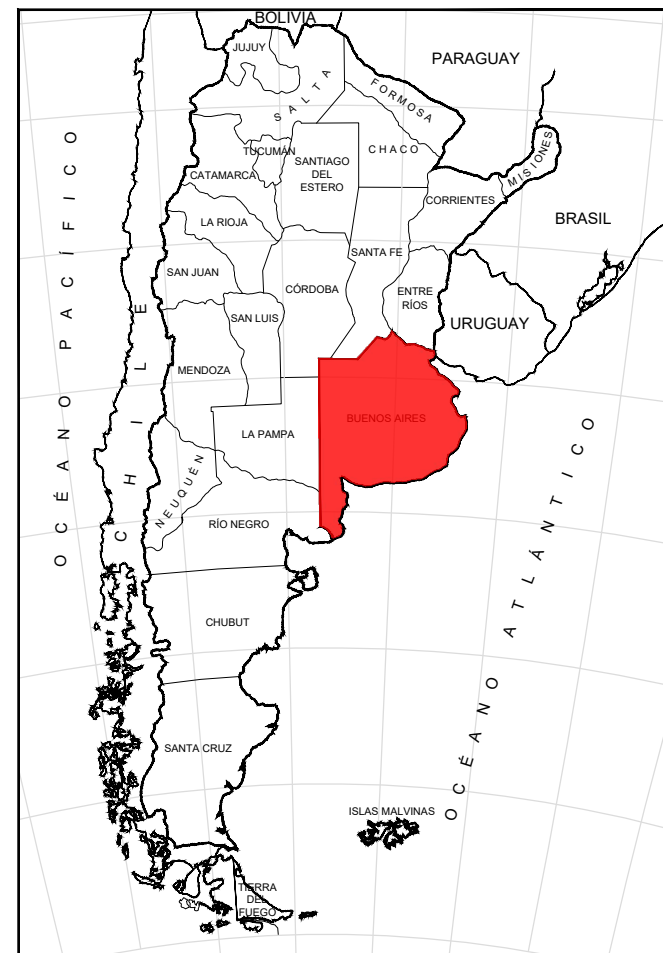 BOLIVIA
JUJUY
PARAGUAY
SALTA
FORMOSA
TUCUMÁN
CHACO
MISIONES
CATAMARCA
SANTIAGO
DEL
ESTERO
CORRIENTES
LA RIOJA
BRASIL
SANTA FE
SAN JUAN
CÓRDOBA
ENTRE
RÍOS
SAN LUIS
URUGUAY
MENDOZA
BUENOS AIRES
LA PAMPA
NEUQUÉN
RÍO NEGRO
CHUBUT
SANTA CRUZ
ISLAS MALVINAS
TIERRA
DEL
FUEGO
CHILE
OCÉANO PACÍFICO
OCÉANO ATLÁNTICO